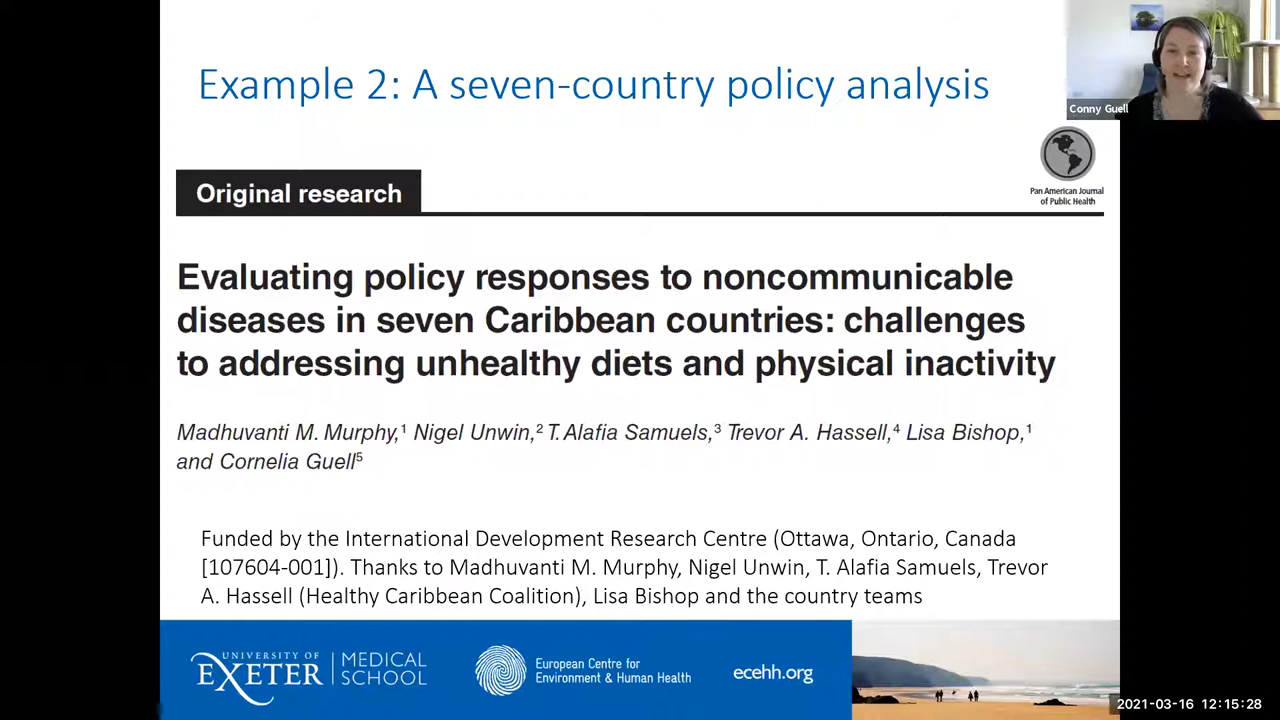 Example 2: A seven-country policy analysis
Conny Guell
Original research
Pan American Journal
of Public Health
Evaluating policy responses to noncommunicable
diseases in seven Caribbean countries: challenges
to addressing unhealthy diets and physical inactivity
Madhuvanti M. Murphy,¹ Nigel Unwin,² T. Alafia Samuels,³ Trevor A. Hassell,⁴ Lisa Bishop,¹
and Cornelia Guell⁵
Funded by the International Development Research Centre (Ottawa, Ontario, Canada
[107604-001]). Thanks to Madhuvanti M. Murphy, Nigel Unwin, T. Alafia Samuels, Trevor
A. Hassell (Healthy Caribbean Coalition), Lisa Bishop and the country teams
UNIVERSITY OF
EXETER
MEDICAL
SCHOOL
European Centre for
Environment & Human Health
ecehh.org
2021-03-16 12:15:28